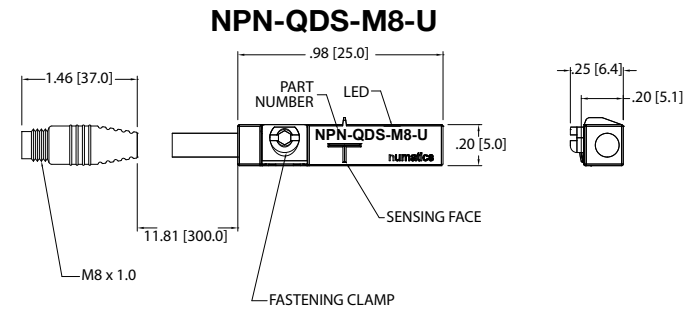 NPN-QDS-M8-U
.98 [25.0]
1.46 [37.0]
PART
NUMBER
LED
.25 [6.4]
.20 [5.1]
NPN-QDS-M8-U
numatics
.20 [5.0]
SENSING FACE
11.81 [300.0]
M8 x 1.0
FASTENING CLAMP